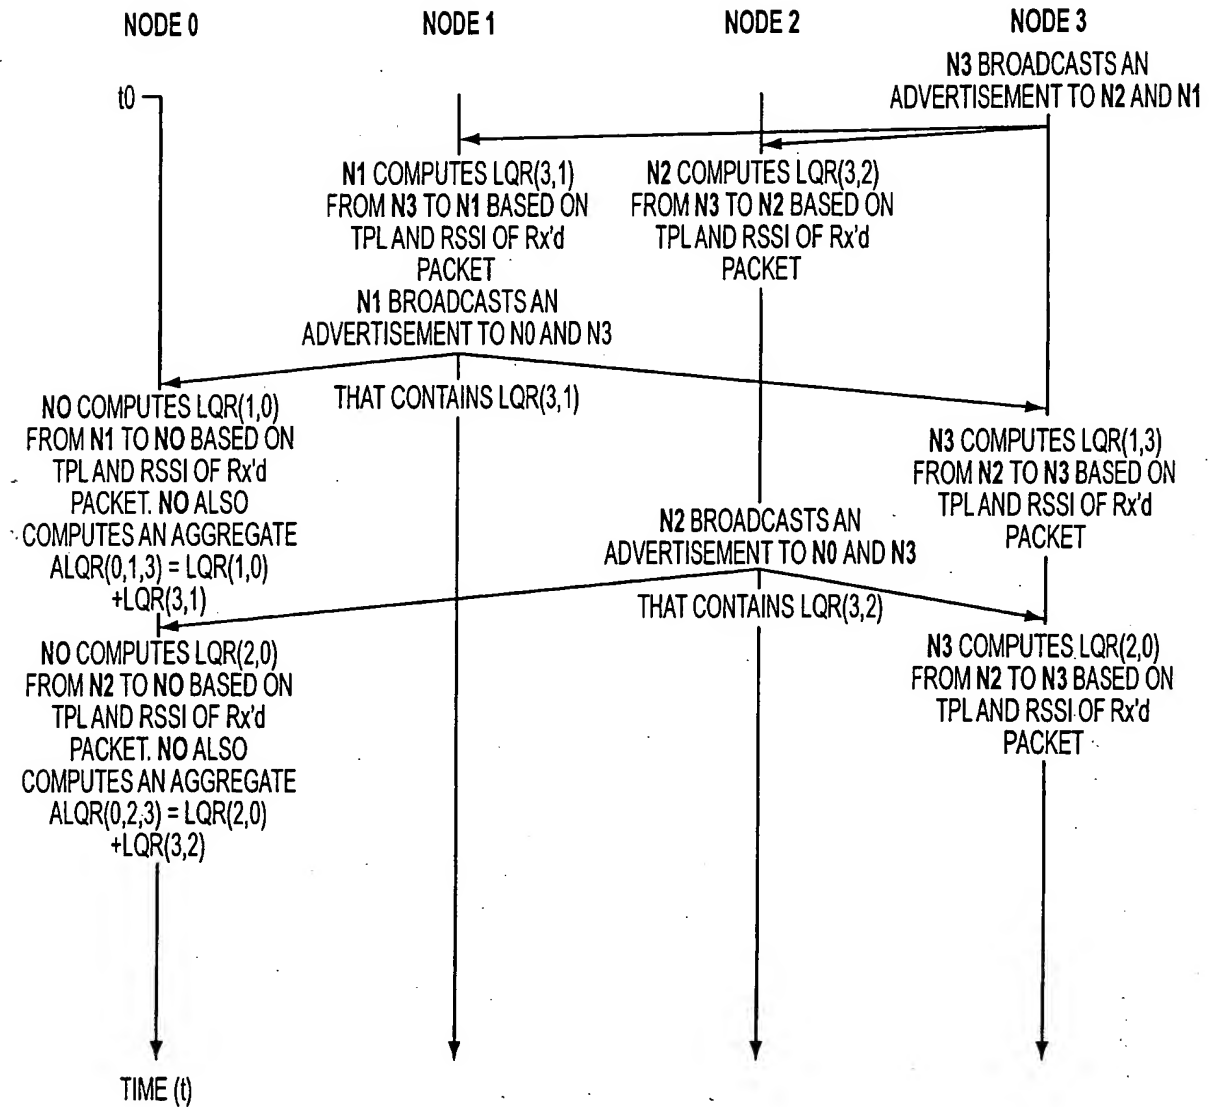 NODE 0
NODE 1
NODE 2
NODE 3
N3 BROADCASTS AN
ADVERTISEMENT TO N2 AND N1
t0
N1 COMPUTES LQR(3,1)
FROM N3 TO N1 BASED ON
TPL AND RSSI OF Rx'd
PACKET
N2 COMPUTES LQR(3,2)
FROM N3 TO N2 BASED ON
TPL AND RSSI OF Rx'd
PACKET
N1 BROADCASTS AN
ADVERTISEMENT TO N0 AND N3
THAT CONTAINS LQR(3,1)
NO COMPUTES LQR(1,0)
FROM N1 TO NO BASED ON
TPL AND RSSI OF Rx'd
PACKET. NO ALSO
COMPUTES AN AGGREGATE
ALQR(0,1,3) = LQR(1,0)
+LQR(3,1)
N3 COMPUTES LQR(1,3)
FROM N2 TO N3 BASED ON
TPL AND RSSI OF Rx'd
PACKET
N2 BROADCASTS AN
ADVERTISEMENT TO N0 AND N3
THAT CONTAINS LQR(3,2)
NO COMPUTES LQR(2,0)
FROM N2 TO NO BASED ON
TPL AND RSSI OF Rx'd
PACKET. NO ALSO
COMPUTES AN AGGREGATE
ALQR(0,2,3) = LQR(2,0)
+LQR(3,2)
N3 COMPUTES LQR(2,0)
FROM N2 TO N3 BASED ON
TPL AND RSSI OF Rx'd
PACKET
TIME (t)